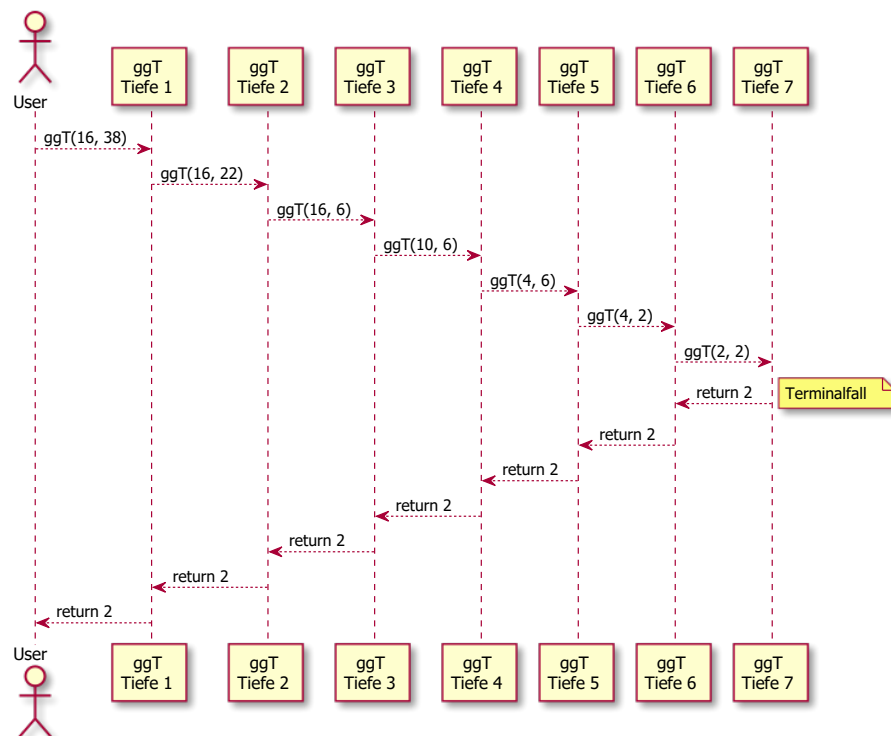 User
ggT
Tiefe 1
ggT
Tiefe 2
ggT
Tiefe 3
ggT
Tiefe 4
ggT
Tiefe 5
ggT
Tiefe 6
ggT
Tiefe 7
ggT(16, 38)
ggT(16, 22)
ggT(16, 6)
ggT(10, 6)
ggT(4, 6)
ggT(4, 2)
ggT(2, 2)
return 2
Terminalfall
return 2
return 2
return 2
return 2
return 2
return 2
User
ggT
Tiefe 1
ggT
Tiefe 2
ggT
Tiefe 3
ggT
Tiefe 4
ggT
Tiefe 5
ggT
Tiefe 6
ggT
Tiefe 7